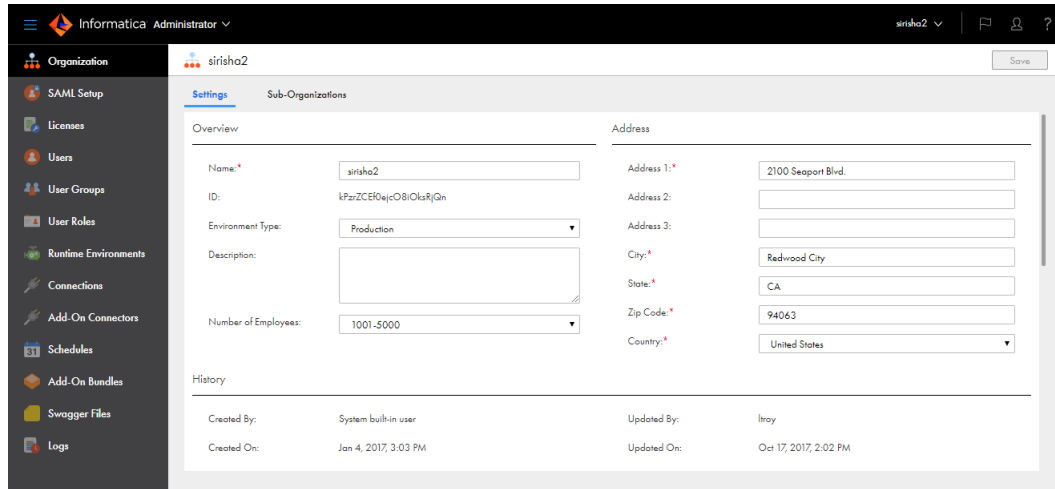 Informatica Administrator
sirisha2
?
Organization
SAML Setup
Licenses
Users
User Groups
User Roles
Runtime Environments
Connections
Add-On Connectors
31 Schedules
Add-On Bundles
Swagger Files
Logs
sirisha2
Save
Settings Sub-Organizations
Overview
Name:* sirisha2
ID: kPzrZCEf0ejcO8iOksRjQn
Environment Type: Production
Description:
Number of Employees: 1001-5000
Address
Address 1:* 2100 Seaport Blvd.
Address 2:
Address 3:
City:* Redwood City
State:* CA
Zip Code:* 94063
Country:* United States
History
Created By: System built-in user Updated By: ltroy
Created On: Jan 4, 2017, 3:03 PM Updated On: Oct 17, 2017, 2:02 PM